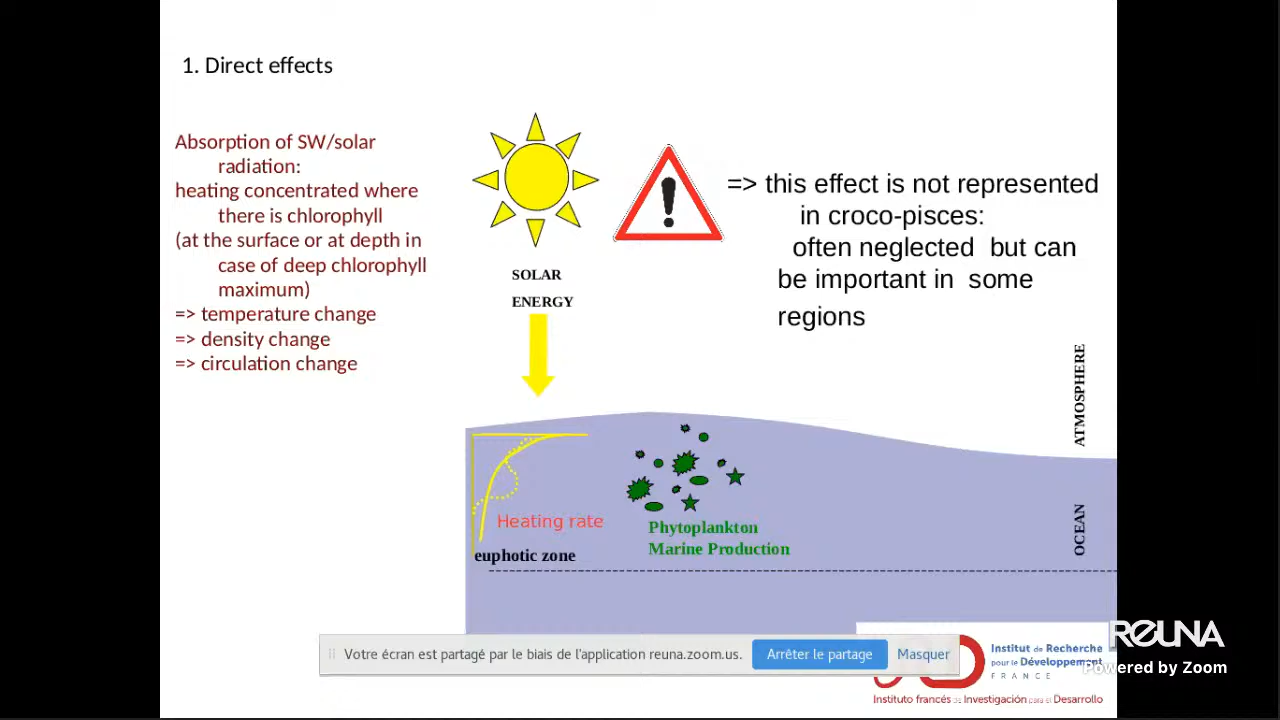 1. Direct effects
Absorption of SW/solar
radiation:
heating concentrated where
there is chlorophyll
(at the surface or at depth in
case of deep chlorophyll
maximum)
=> temperature change
=> density change
=> circulation change
SOLAR
ENERGY
=> this effect is not represented
in croco-pisces:
often neglected but can
be important in some
regions
ATMOSPHERE
OCEAN
Heating rate
euphotic zone
Phytoplankton
Marine Production
Votre écran est partagé par le biais de l'application reuna.zoom.us.
Arrêter le partage
Masquer
Institut de Recherche
pour le Développement
FRANCE
Instituto francés de Investigación para el Desarrollo
REUNA
Powered by Zoom